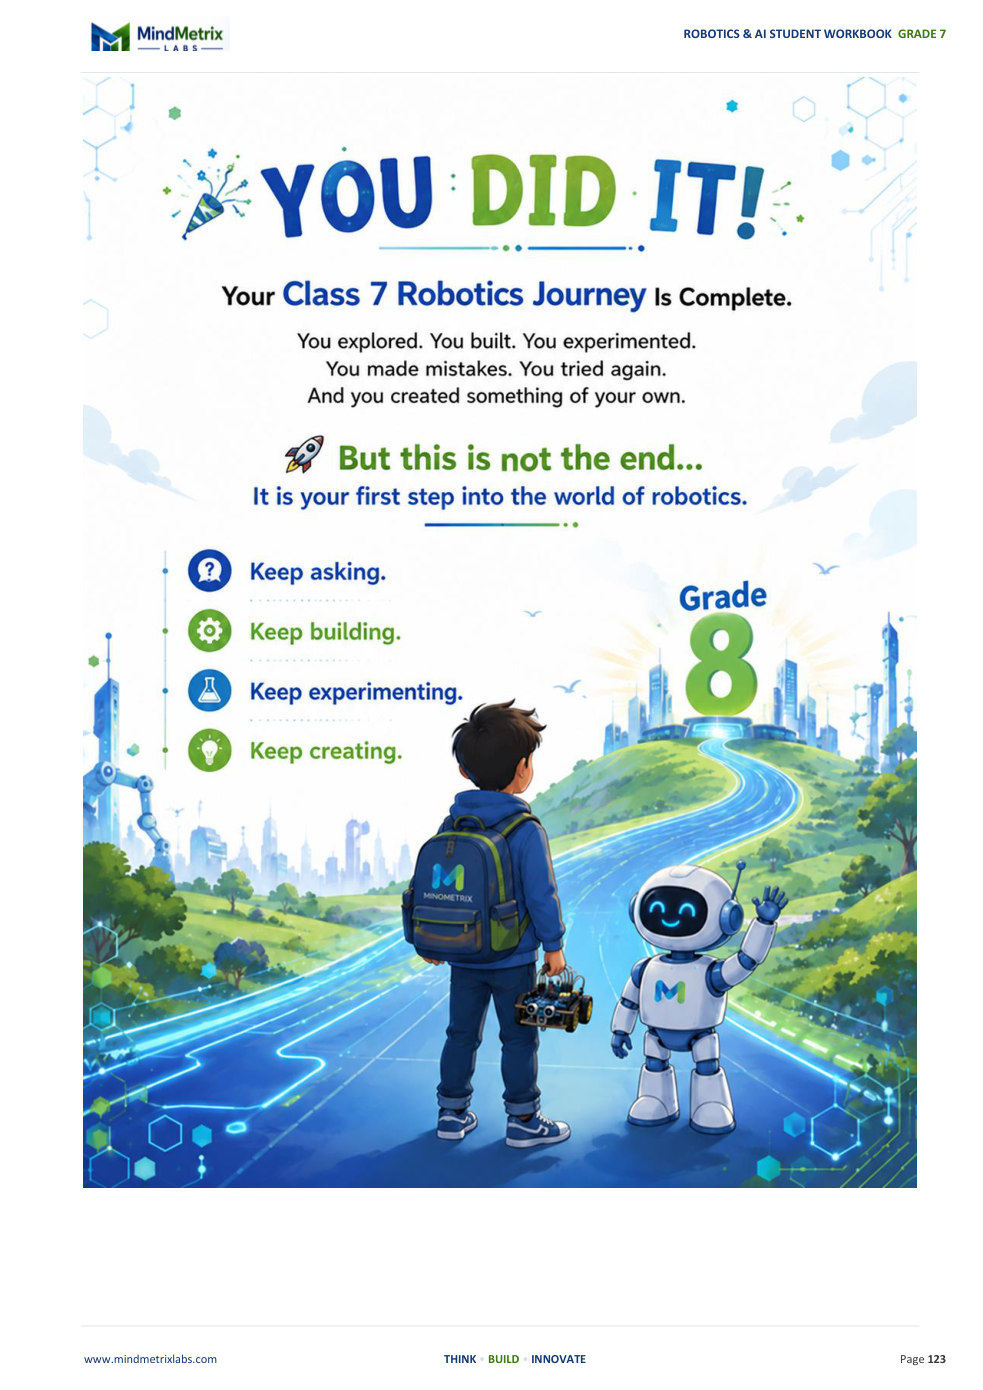 MindMetrix
LABS
ROBOTICS & AI STUDENT WORKBOOK GRADE 7
YOU DID IT!
Your Class 7 Robotics Journey Is Complete.
You explored. You built. You experimented.
You made mistakes. You tried again.
And you created something of your own.
But this is not the end...
It is your first step into the world of robotics.
Keep asking.
Keep building.
Keep experimenting.
Keep creating.
Grade
8
MINOMETRIX
www.mindmetrixlabs.com
THINK • BUILD • INNOVATE
Page 123